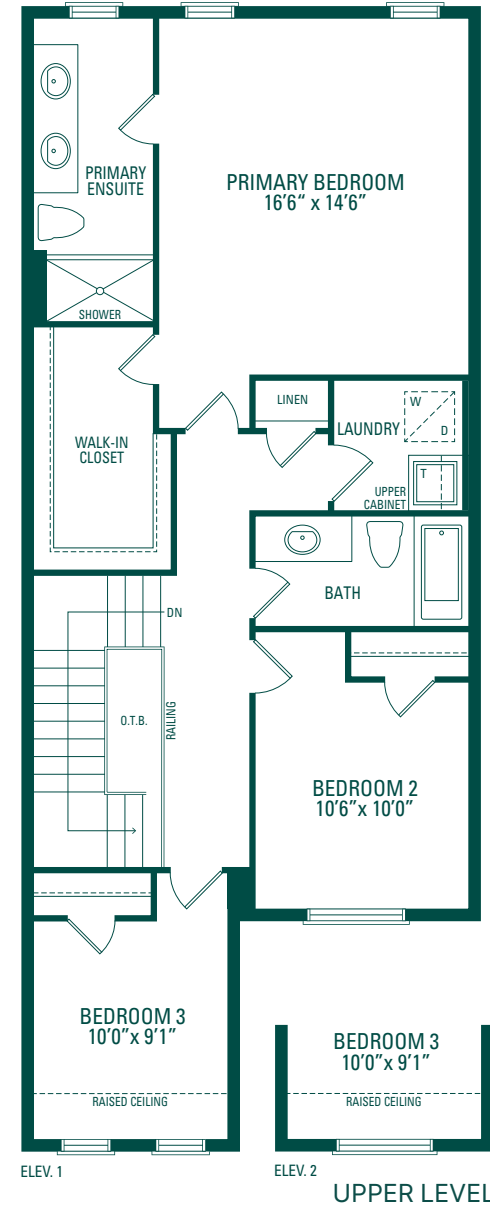 PRIMARY
ENSUITE
PRIMARY BEDROOM
16'6“ x 14'6”
SHOWER
WALK-IN
CLOSET
LINEN
LAUNDRY
W
D
T
UPPER
CABINET
BATH
DN
O.T.B.
RAILING
BEDROOM 2
10'6”x 10'0”
BEDROOM 3
10'0”x 9'1”
RAISED CEILING
ELEV. 1
BEDROOM 3
10'0”x 9'1”
RAISED CEILING
ELEV. 2
UPPER LEVEL